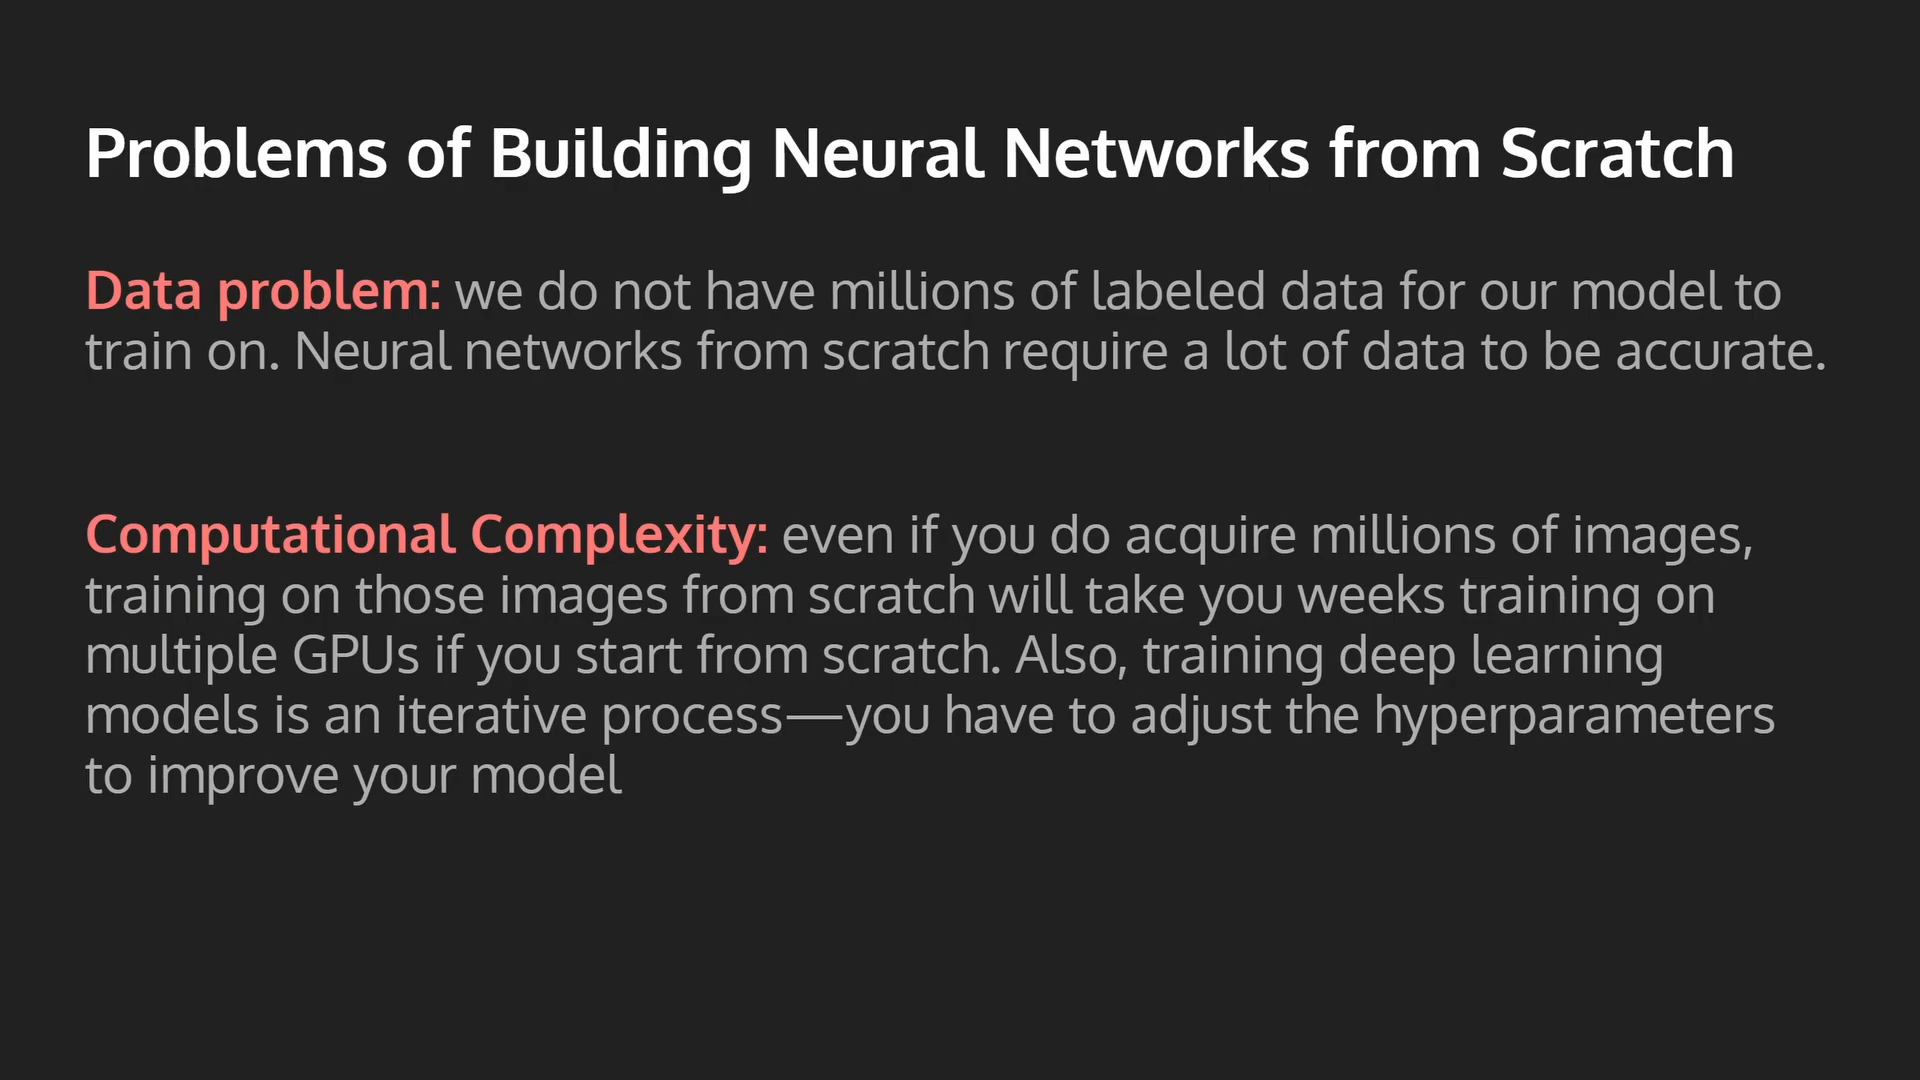 Problems of Building Neural Networks from Scratch
Data problem: we do not have millions of labeled data for our model to
train on. Neural networks from scratch require a lot of data to be accurate.
Computational Complexity: even if you do acquire millions of images,
training on those images from scratch will take you weeks training on
multiple GPUs if you start from scratch. Also, training deep learning
models is an iterative process—you have to adjust the hyperparameters
to improve your model